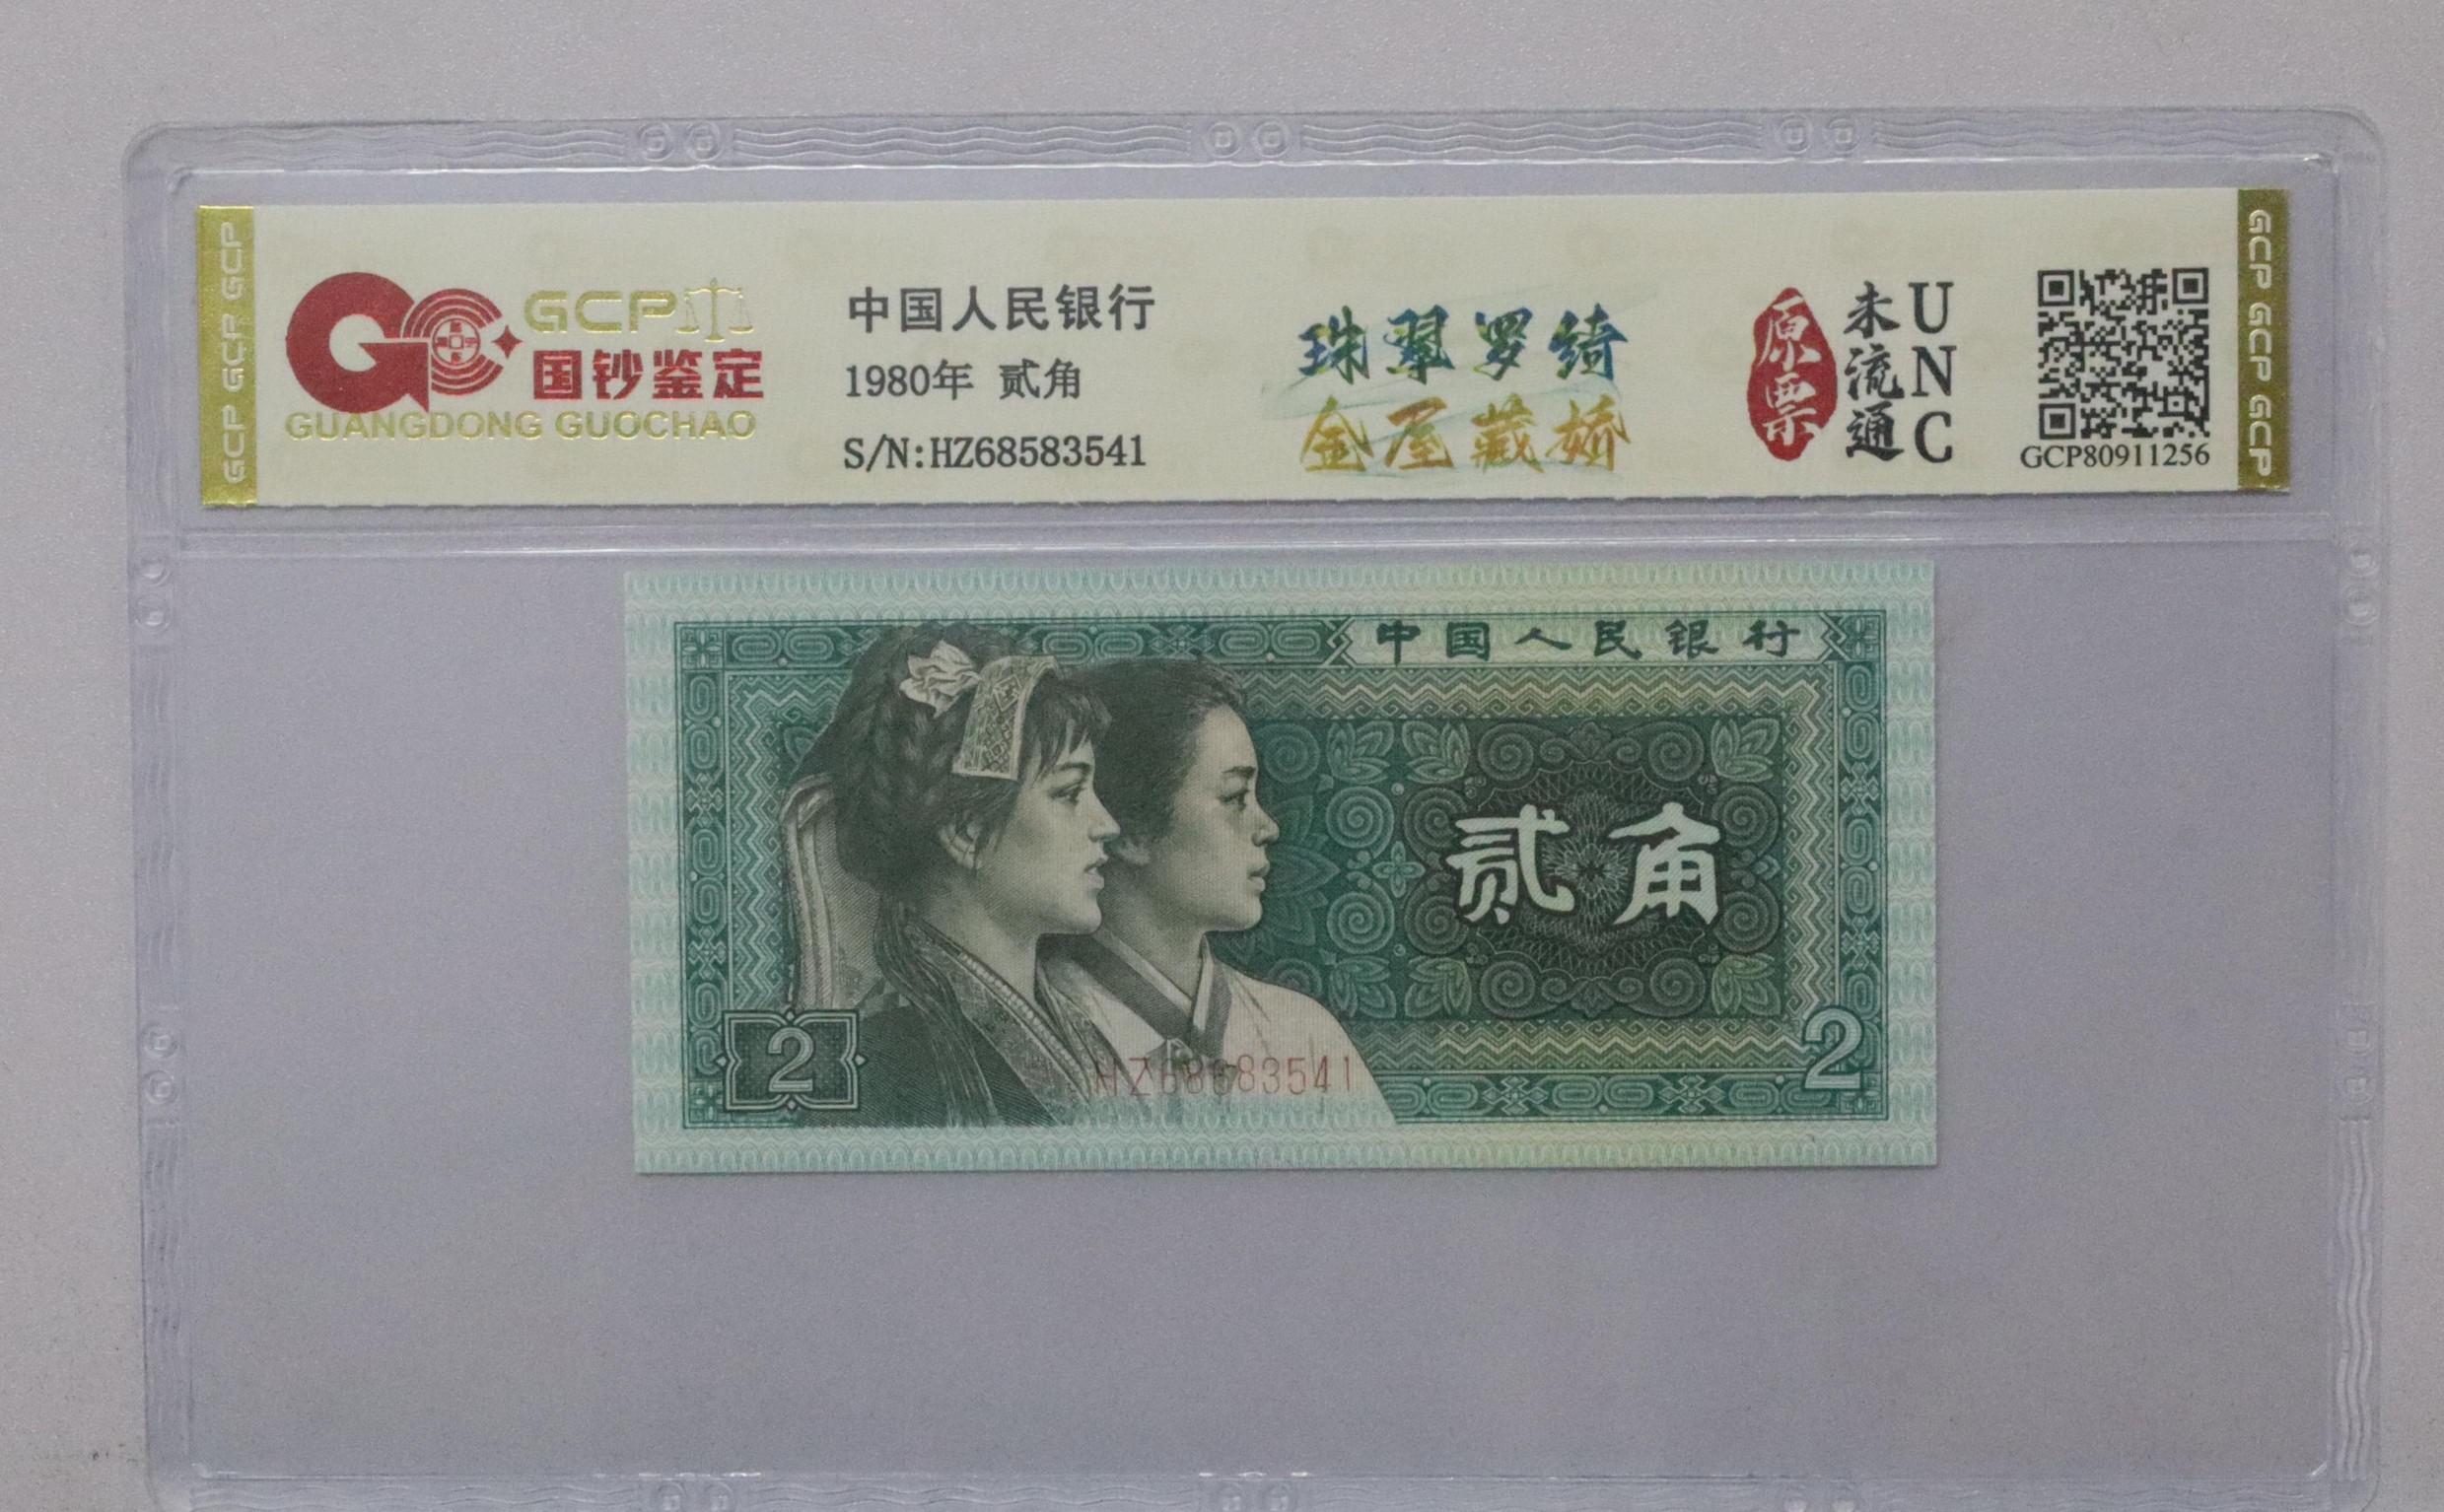 GCP GCP GCP
GCP
国钞鉴定
GUANGDONG GUOCHAO
中国人民银行
1980年 贰角
S/N:HZ68583541
珠翠罗绮
金屋藏娇
原票
未流通
UNC
GCP80911256
GCP GCP GCP
中国人民银行
贰角
2
HZ68583541
2